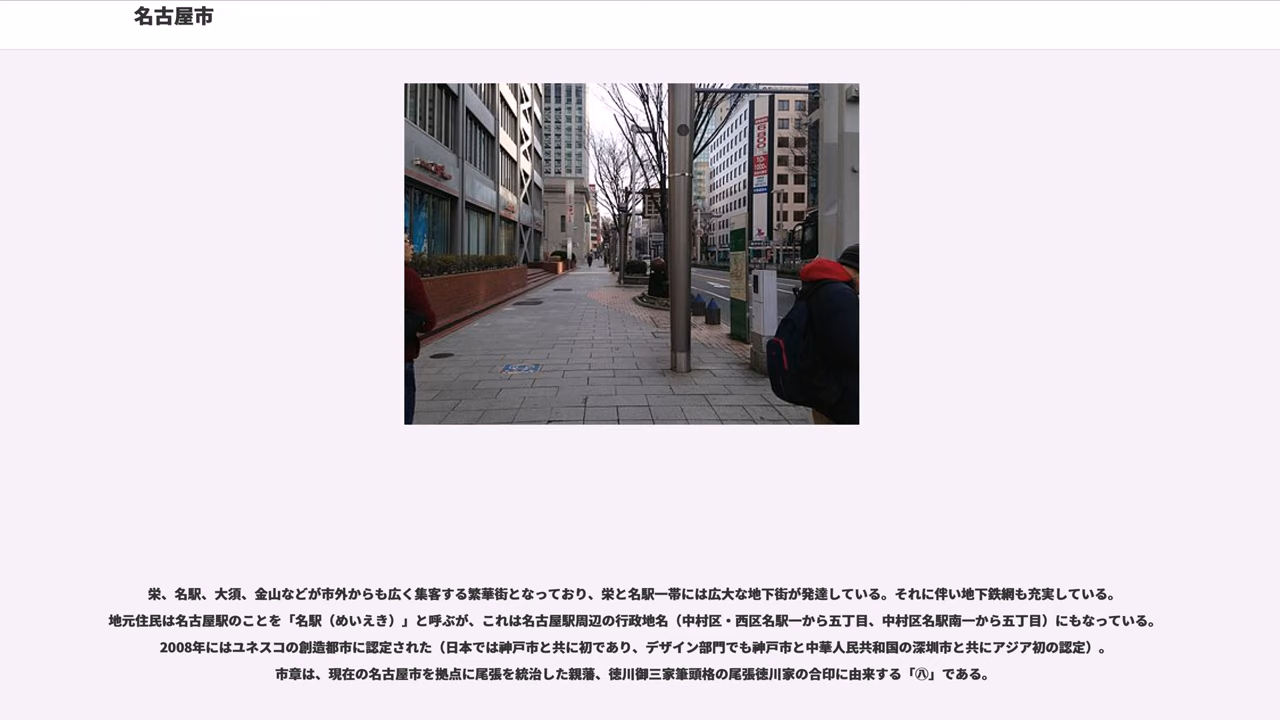 名古屋市
栄、名駅、大須、金山などが市外からも広く集客する繁華街となっており、栄と名駅一帯には広大な地下街が発達している。それに伴い地下鉄網も充実している。
地元住民は名古屋駅のことを「名駅（めいえき）」と呼ぶが、これは名古屋駅周辺の行政地名（中村区・西区名駅一から五丁目、中村区名駅南一から五丁目）にもなっている。
2008年にはユネスコの創造都市に認定された（日本では神戸市と共に初であり、デザイン部門でも神戸市と中華人民共和国の深圳市と共にアジア初の認定）。
市章は、現在の名古屋市を拠点に尾張を統治した親藩、徳川御三家筆頭格の尾張徳川家の合印に由来する「㊇」である。